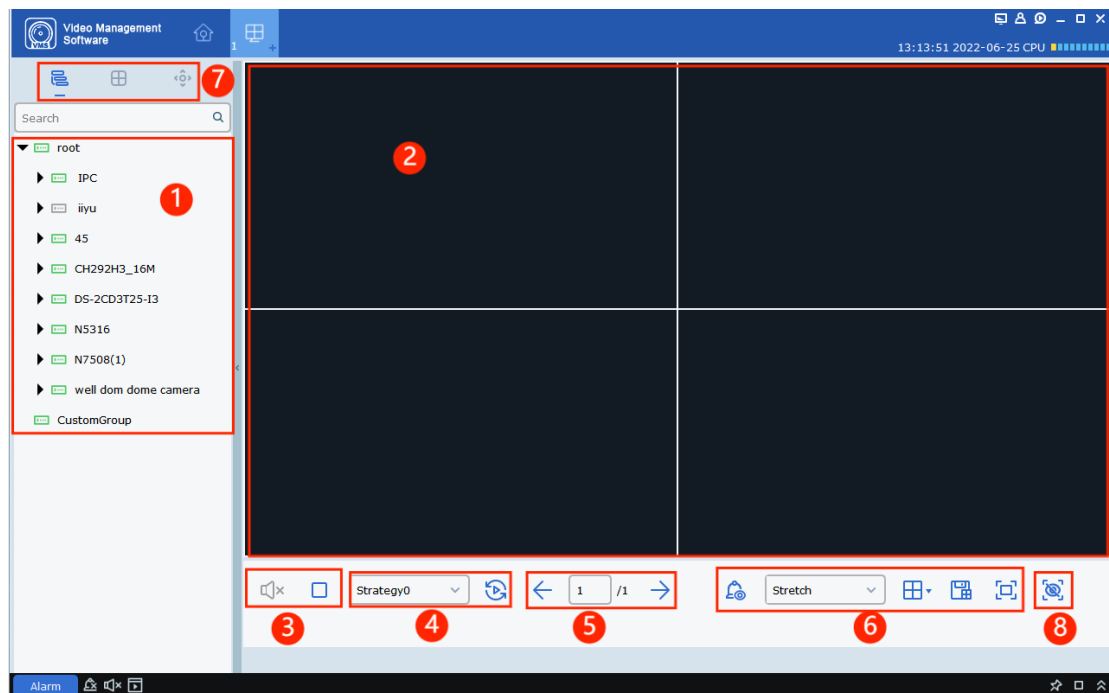 Video Management
Software
VMS
1
13:13:51 2022-06-25 CPU
7
Search
root
IPC
1
2
iiyu
45
CH292H3_16M
DS-2CD3T25-I3
N5316
N7508(1)
well dom dome camera
CustomGroup
Strategy0
1 /1
Stretch
3
4
5
6
8
Alarm